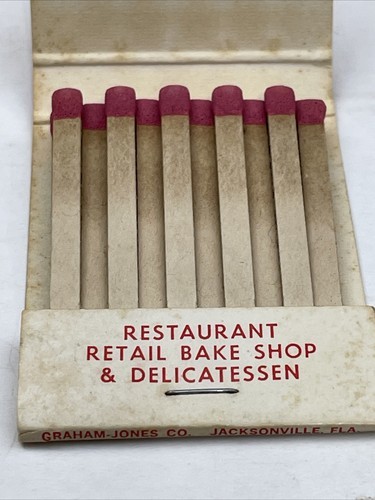 RESTAURANT
RETAIL BAKE SHOP
& DELICATESSEN
GRAHAM-JONES CO. JACKSONVILLE, FLA.